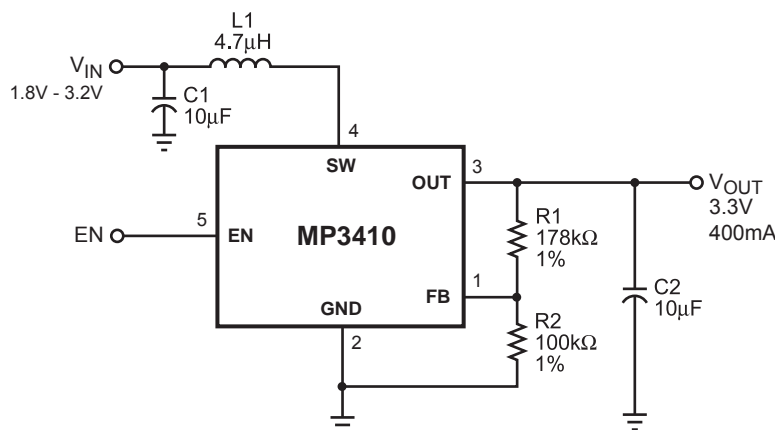 L1
4.7μH
VIN
1.8V - 3.2V
C1
10μF
4
SW
3
OUT
VOUT
3.3V
400mA
R1
178kΩ
1%
5
EN
EN
MP3410
1
FB
C2
10μF
GND
R2
100kΩ
1%
2